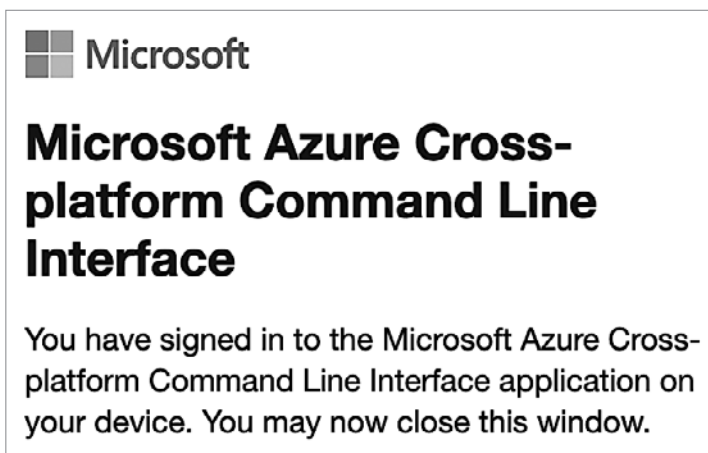 Microsoft
Microsoft Azure Cross-
platform Command Line
Interface
You have signed in to the Microsoft Azure Cross-
platform Command Line Interface application on
your device. You may now close this window.